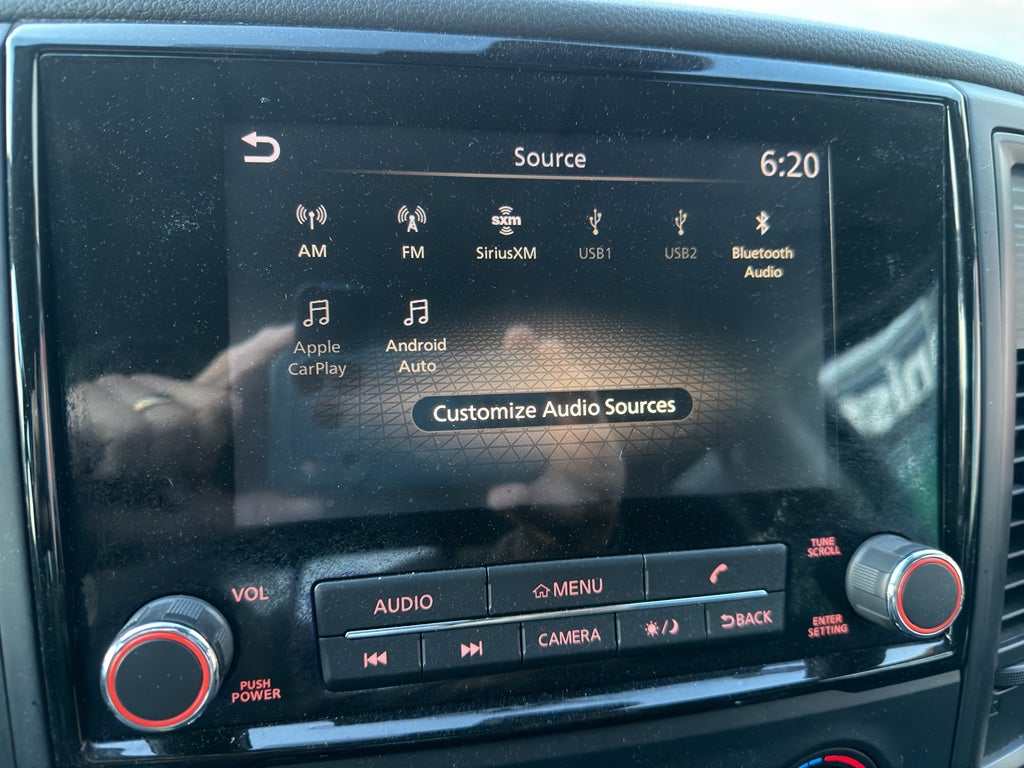 Source
6:20
AM
FM
sxm
SiriusXM
USB1
USB2
Bluetooth
Audio
Apple
CarPlay
Android
Auto
Customize Audio Sources
TUNE
SCROLL
VOL
AUDIO
MENU
CAMERA
BACK
ENTER
SETTING
PUSH
POWER